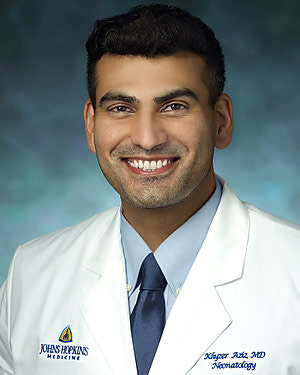 JOHNS HOPKINS
MEDICINE
Khyzer Aziz, MD
Neonatology